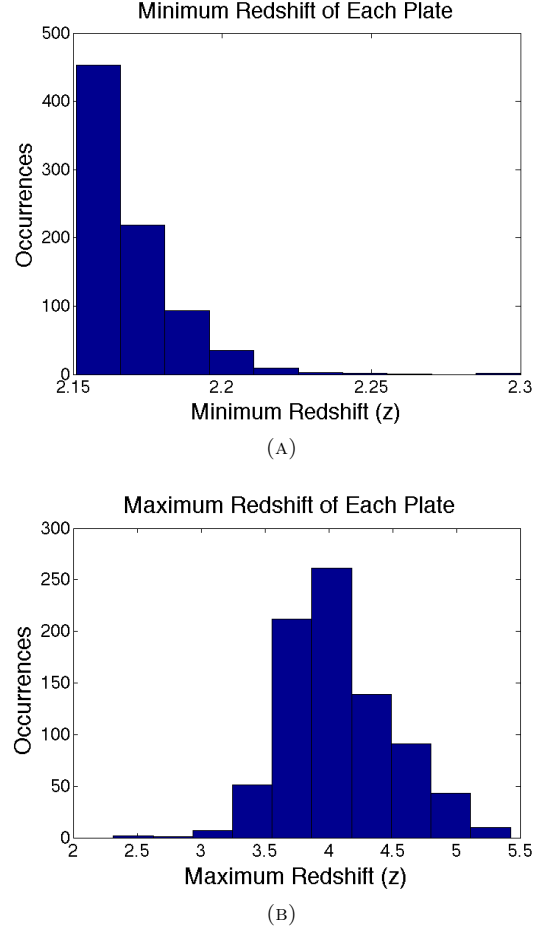 Minimum Redshift of Each Plate
500
400
300
200
100
0
2.15 2.2 2.25 2.3
Occurrences
Minimum Redshift (z)
(A)
Maximum Redshift of Each Plate
300
250
200
150
100
50
0
2 2.5 3 3.5 4 4.5 5 5.5
Occurrences
Maximum Redshift (z)
(B)